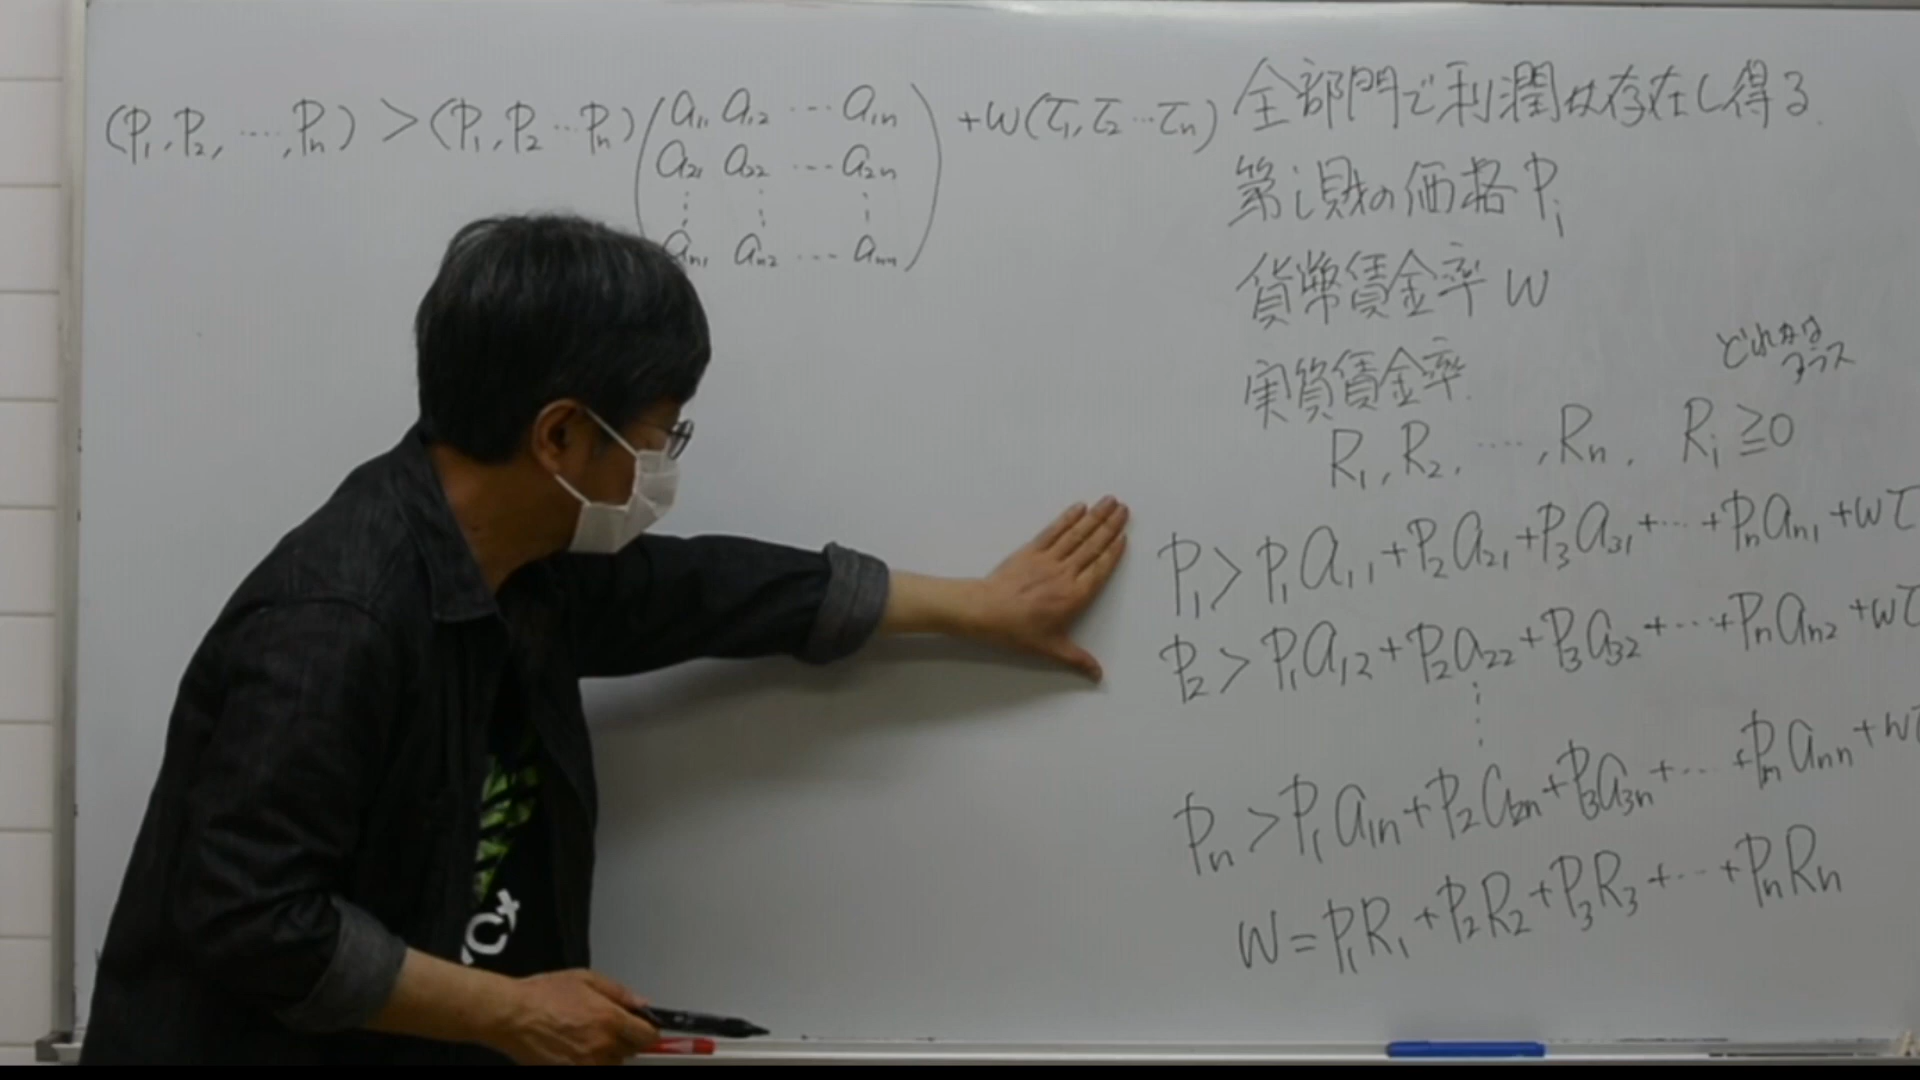 (P₁, P₂, ⋯, Pₙ) > (P₁, P₂ ⋯ Pₙ) (a₁₁ a₁₂ ⋯ a₁ₙ) + w(τ₁, τ₂ ⋯ τₙ)
a₂₁ a₂₂ ⋯ a₂ₙ
⋮ ⋮ ⋮
aₙ₁ aₙ₂ ⋯ aₙₙ
全部門で利潤は存在し得る
第i財の価格 Pᵢ
貨幣賃金率 w
実質賃金率
どれかは
プラス
R₁, R₂, ⋯, Rₙ, Rᵢ ≧ 0
P₁ > P₁a₁₁ + P₂a₂₁ + P₃a₃₁ + ⋯ + Pₙaₙ₁ + wτ
P₂ > P₁a₁₂ + P₂a₂₂ + P₃a₃₂ + ⋯ + Pₙaₙ₂ + wτ
⋮
Pₙ > P₁a₁ₙ + P₂a₂ₙ + P₃a₃ₙ + ⋯ + Pₙaₙₙ + wτ
w = P₁R₁ + P₂R₂ + P₃R₃ + ⋯ + PₙRₙ